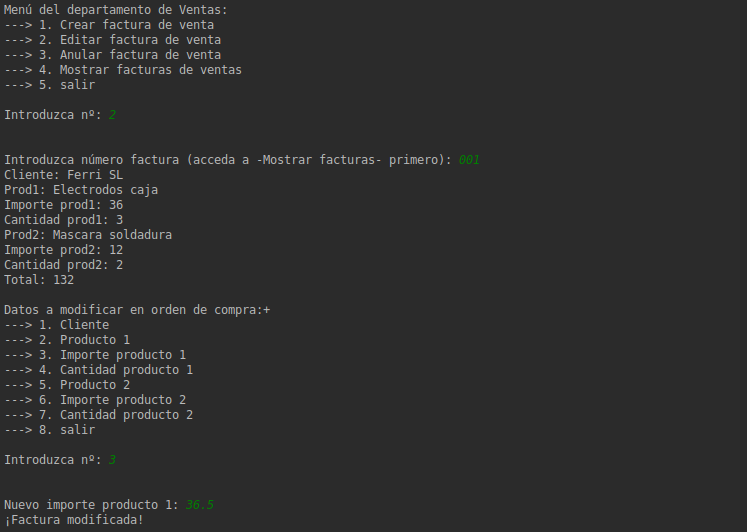 Menú del departamento de Ventas:
---> 1. Crear factura de venta
---> 2. Editar factura de venta
---> 3. Anular factura de venta
---> 4. Mostrar facturas de ventas
---> 5. salir
Introduzca nº: 2
Introduzca número factura (acceda a -Mostrar facturas- primero): 001
Cliente: Ferri SL
Prod1: Electrodos caja
Importe prod1: 36
Cantidad prod1: 3
Prod2: Mascara soldadura
Importe prod2: 12
Cantidad prod2: 2
Total: 132
Datos a modificar en orden de compra:+
---> 1. Cliente
---> 2. Producto 1
---> 3. Importe producto 1
---> 4. Cantidad producto 1
---> 5. Producto 2
---> 6. Importe producto 2
---> 7. Cantidad producto 2
---> 8. salir
Introduzca nº: 3
Nuevo importe producto 1: 36.5
¡Factura modificada!